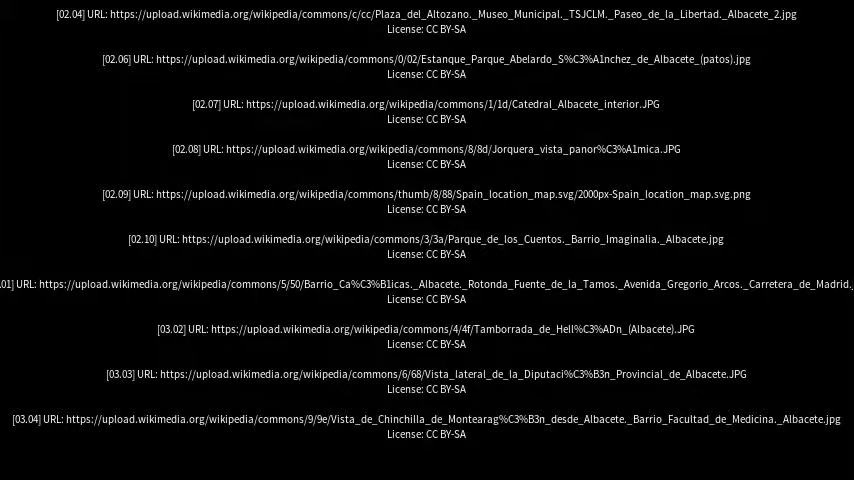 [02.04] URL: https://upload.wikimedia.org/wikipedia/commons/c/cc/Plaza_del_Altozano._Museo_Municipal._TSJCLM._Paseo_de_la_Libertad._Albacete_2.jpg
License: CC BY-SA
[02.06] URL: https://upload.wikimedia.org/wikipedia/commons/0/02/Estanque_Parque_Abelardo_S%C3%A1nchez_de_Albacete_(patos).jpg
License: CC BY-SA
[02.07] URL: https://upload.wikimedia.org/wikipedia/commons/1/1d/Catedral_Albacete_interior.JPG
License: CC BY-SA
[02.08] URL: https://upload.wikimedia.org/wikipedia/commons/8/8d/Jorquera_vista_panor%C3%A1mica.JPG
License: CC BY-SA
[02.09] URL: https://upload.wikimedia.org/wikipedia/commons/thumb/8/88/Spain_location_map.svg/2000px-Spain_location_map.svg.png
License: CC BY-SA
[02.10] URL: https://upload.wikimedia.org/wikipedia/commons/3/3a/Parque_de_los_Cuentos._Barrio_Imaginalia._Albacete.jpg
License: CC BY-SA
.01] URL: https://upload.wikimedia.org/wikipedia/commons/5/50/Barrio_Ca%C3%B1icas._Albacete._Rotonda_Fuente_de_la_Tamos._Avenida_Gregorio_Arcos._Carretera_de_Madrid._
License: CC BY-SA
[03.02] URL: https://upload.wikimedia.org/wikipedia/commons/4/4f/Tamborrada_de_Hell%C3%ADn_(Albacete).JPG
License: CC BY-SA
[03.03] URL: https://upload.wikimedia.org/wikipedia/commons/6/68/Vista_lateral_de_la_Diputaci%C3%B3n_Provincial_de_Albacete.JPG
License: CC BY-SA
[03.04] URL: https://upload.wikimedia.org/wikipedia/commons/9/9e/Vista_de_Chinchilla_de_Montearag%C3%B3n_desde_Albacete._Barrio_Facultad_de_Medicina._Albacete.jpg
License: CC BY-SA